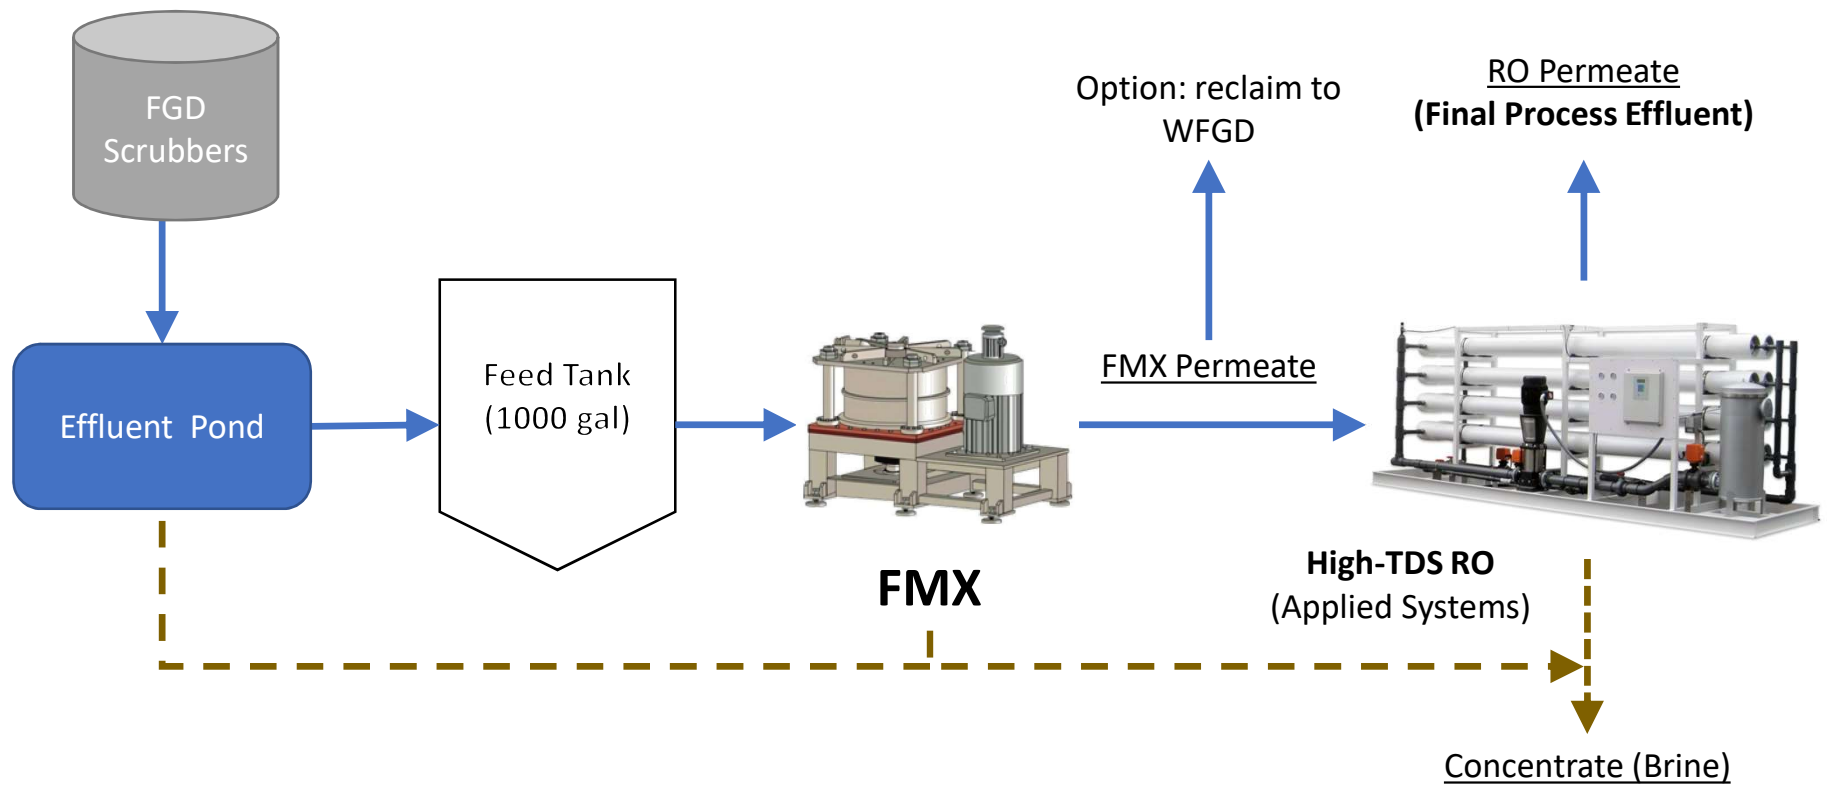 FGD
Scrubbers
Option: reclaim to
WFGD
RO Permeate
(Final Process Effluent)
Effluent Pond
Feed Tank
(1000 gal)
FMX Permeate
FMX
High-TDS RO
(Applied Systems)
Concentrate (Brine)